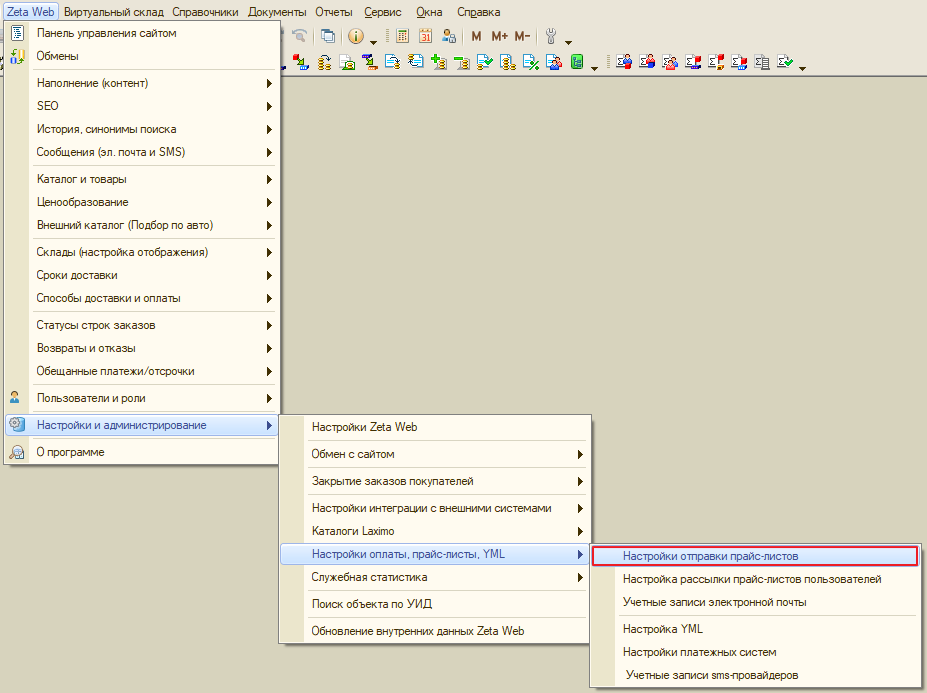 Zeta Web Виртуальный склад Справочники Документы Отчеты Сервис Окна Справка
31 M M+ M-
Панель управления сайтом
Обмены
Наполнение (контент)
SEO
История, синонимы поиска
Сообщения (эл. почта и SMS)
Каталог и товары
Ценообразование
Внешний каталог (Подбор по авто)
Склады (настройка отображения)
Сроки доставки
Способы доставки и оплаты
Статусы строк заказов
Возвраты и отказы
Обещанные платежи/отсрочки
Пользователи и роли
Настройки и администрирование
О программе
Настройки Zeta Web
Обмен с сайтом
Закрытие заказов покупателей
Настройки интеграции с внешними системами
Каталоги Laximo
Настройки оплаты, прайс-листы, YML
Служебная статистика
Поиск объекта по УИД
Обновление внутренних данных Zeta Web
Настройки отправки прайс-листов
Настройка рассылки прайс-листов пользователей
Учетные записи электронной почты
Настройка YML
Настройки платежных систем
Учетные записи sms-провайдеров